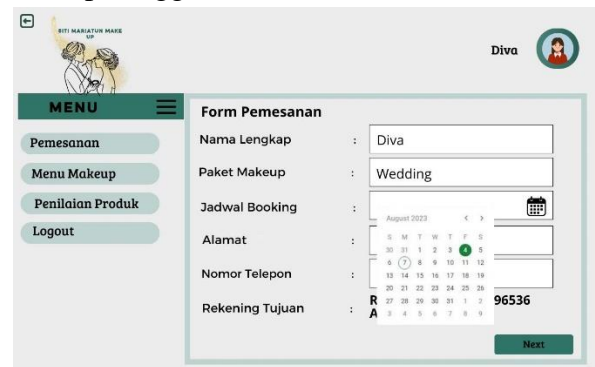 SITI MARIATUN MAKE
UP
Diva
MENU
Pemesanan
Menu Makeup
Penilaian Produk
Logout
Form Pemesanan
Nama Lengkap : Diva
Paket Makeup : Wedding
Jadwal Booking :
August 2023 < >
S M T W T F S
30 31 1 2 3 4 5
6 7 8 9 10 11 12
13 14 15 16 17 18 19
20 21 22 23 24 25 26
27 28 29 30 31 1 2
3 4 5 6 7 8 9
Alamat :
Nomor Telepon :
Rekening Tujuan : R 96536
A
Next